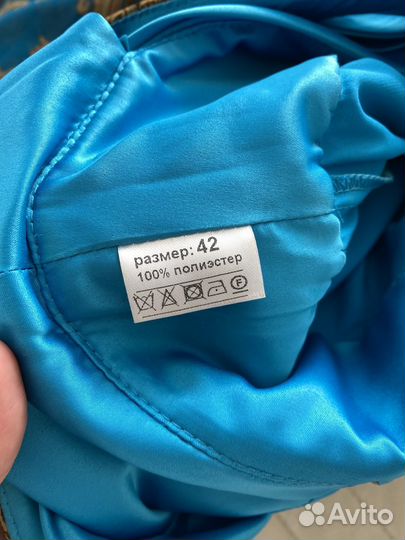 размер: 42
100% полиэстер
F
Avito